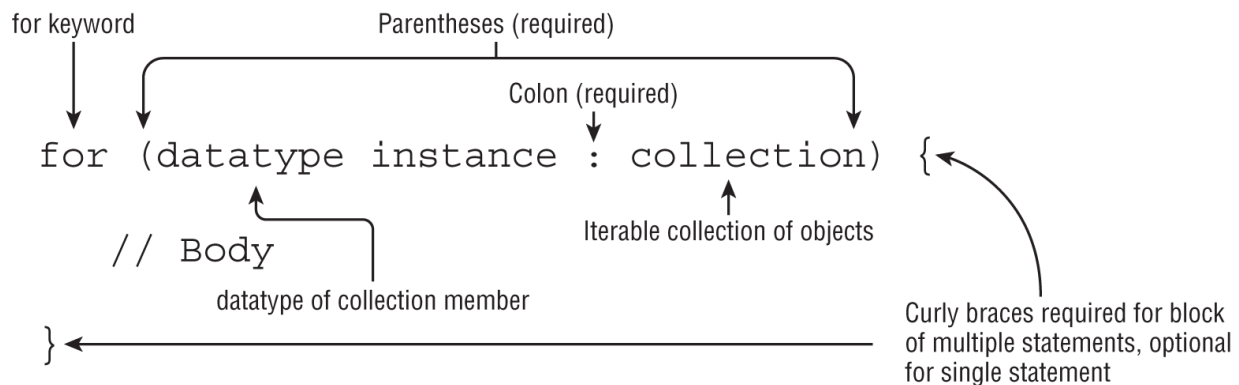 for keyword
Parentheses (required)
Colon (required)
for (datatype instance : collection) {
Iterable collection of objects
// Body
datatype of collection member
Curly braces required for block
of multiple statements, optional
for single statement
}